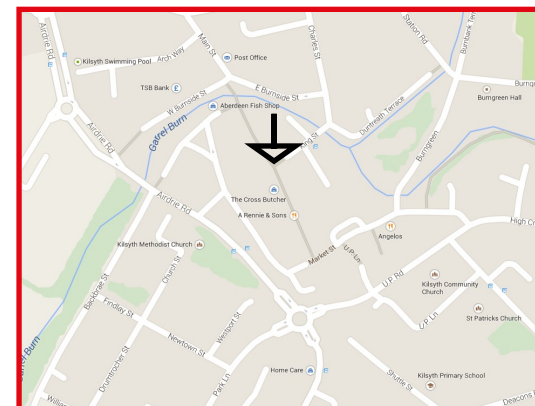 Airdrie Rd
Kilsyth Swimming Pool
Arch Way
Main St
Post Office
Charles St
Station Rd
TSB Bank
W Burnside St
E Burnside St
Aberdeen Fish Shop
Duntreath Terrace
Burngreen Hall
Garrel Burn
Airdrie Rd
Burngreen
The Cross Butcher
A Rennie & Sons
Airdrie Rd
Market St
U.P. Ln
Angelos
Kilsyth Methodist Church
Church St
U.P. Rd
Kilsyth Community
Church
U.P. Ln
St Patricks Church
Backbrae St
Findlay St
Newtown St
Westport St
Garrel Burn
Drumtrocher St
Park Ln
Home Care
Shuttle St
Kilsyth Primary School